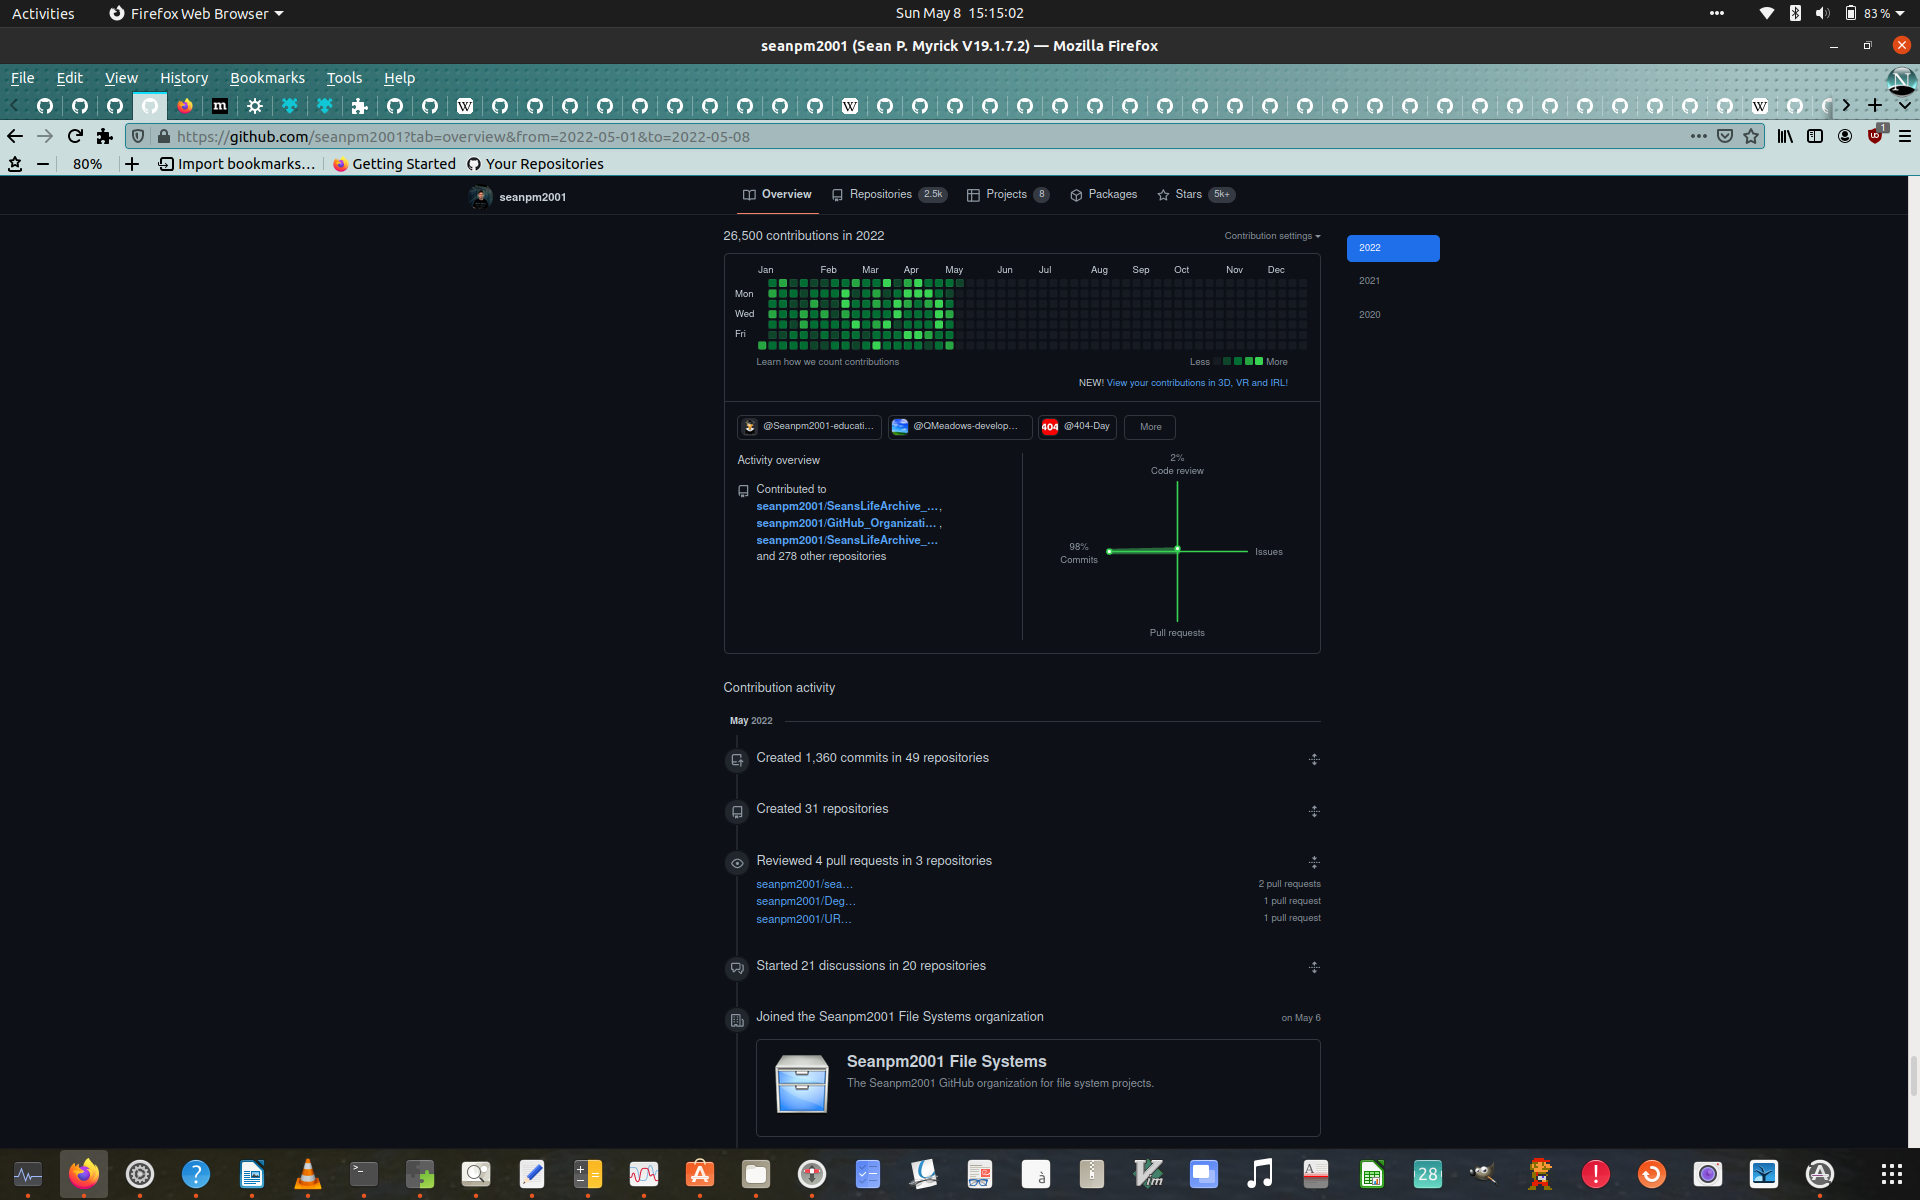 Activities
Firefox Web Browser
Sun May 8 15:15:02
83 %
seanpm2001 (Sean P. Myrick V19.1.7.2) — Mozilla Firefox
File Edit View History Bookmarks Tools Help
https://github.com/seanpm2001?tab=overview&from=2022-05-01&to=2022-05-08
80%
Import bookmarks…
Getting Started
Your Repositories
seanpm2001
Overview
Repositories 2.5k
Projects 8
Packages
Stars 5k+
26,500 contributions in 2022
Contribution settings
2022
2021
2020
Jan Feb Mar Apr May Jun Jul Aug Sep Oct Nov Dec
Mon
Wed
Fri
Learn how we count contributions
Less More
NEW! View your contributions in 3D, VR and IRL!
@Seanpm2001-educati…
@QMeadows-develop…
404 @404-Day
More
Activity overview
Contributed to
seanpm2001/SeansLifeArchive_…,
seanpm2001/GitHub_Organizati… ,
seanpm2001/SeansLifeArchive_…
and 278 other repositories
2%
Code review
98%
Commits
Issues
Pull requests
Contribution activity
May 2022
Created 1,360 commits in 49 repositories
Created 31 repositories
Reviewed 4 pull requests in 3 repositories
seanpm2001/sea… 2 pull requests
seanpm2001/Deg… 1 pull request
seanpm2001/UR… 1 pull request
Started 21 discussions in 20 repositories
Joined the Seanpm2001 File Systems organization on May 6
Seanpm2001 File Systems
The Seanpm2001 GitHub organization for file system projects.
28